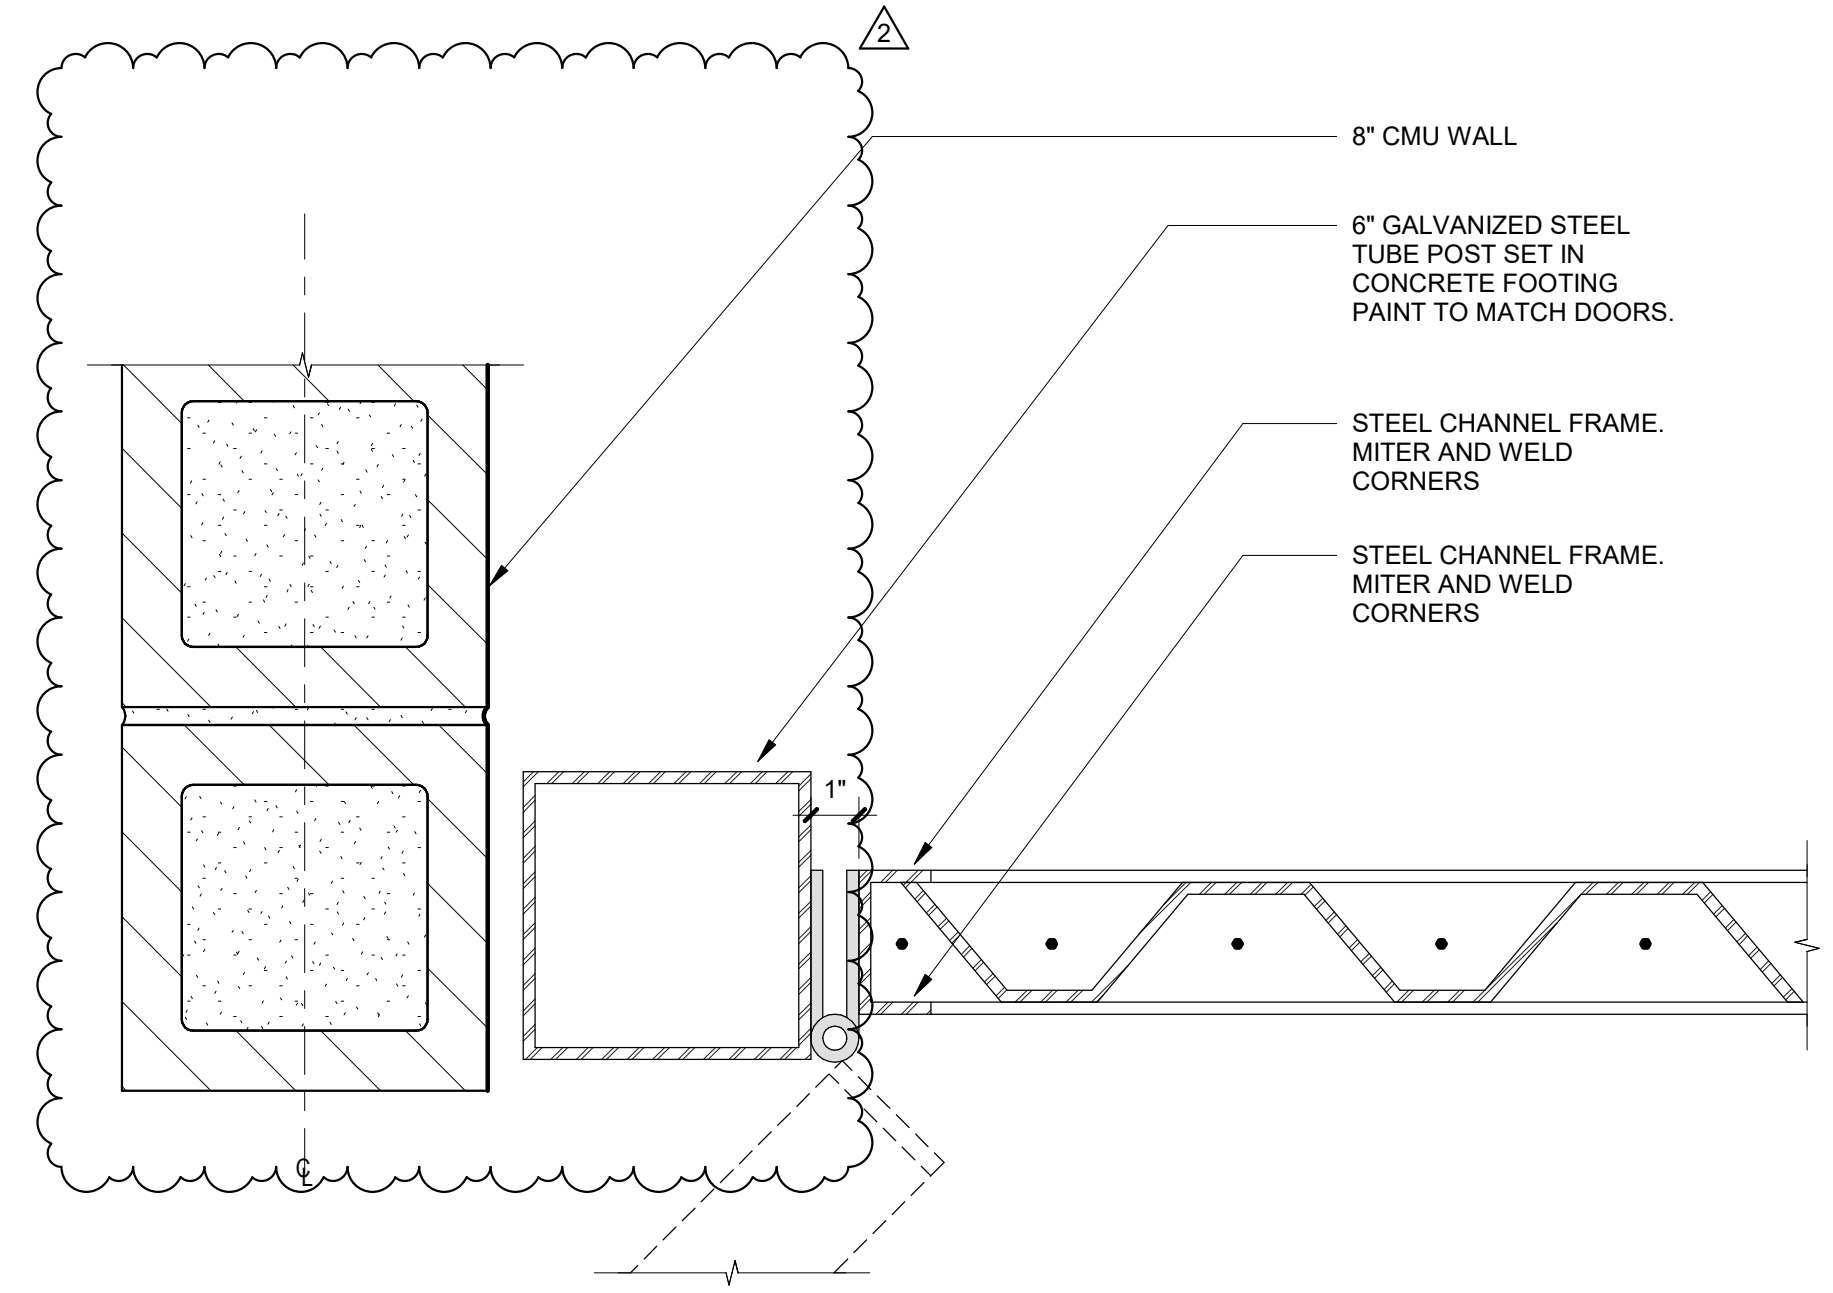 2
8" CMU WALL
6" GALVANIZED STEEL
TUBE POST SET IN
CONCRETE FOOTING
PAINT TO MATCH DOORS.
STEEL CHANNEL FRAME.
MITER AND WELD
CORNERS
STEEL CHANNEL FRAME.
MITER AND WELD
CORNERS
1"
℄